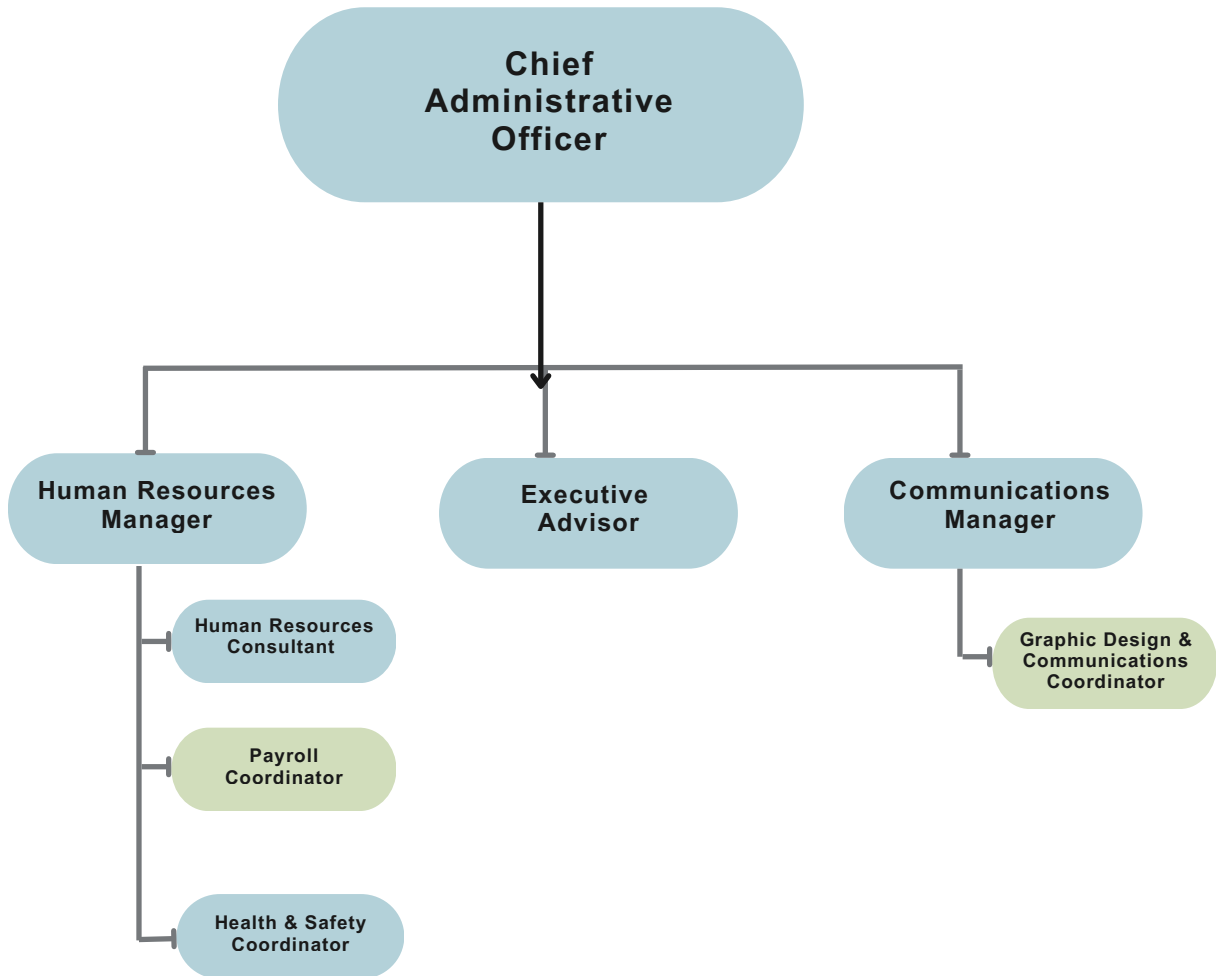 Chief
Administrative
Officer
Human Resources
Manager
Executive
Advisor
Communications
Manager
Human Resources
Consultant
Payroll
Coordinator
Health & Safety
Coordinator
Graphic Design &
Communications
Coordinator